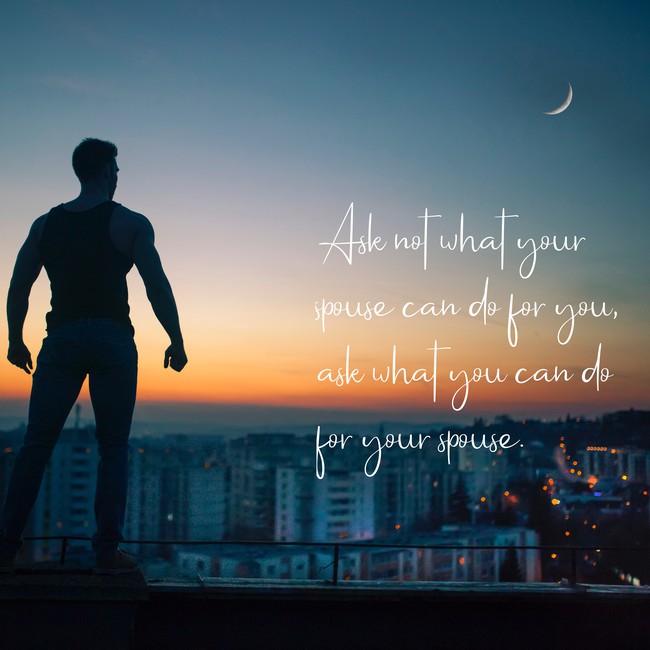 Ask not what your
spouse can do for you,
ask what you can do
for your spouse.